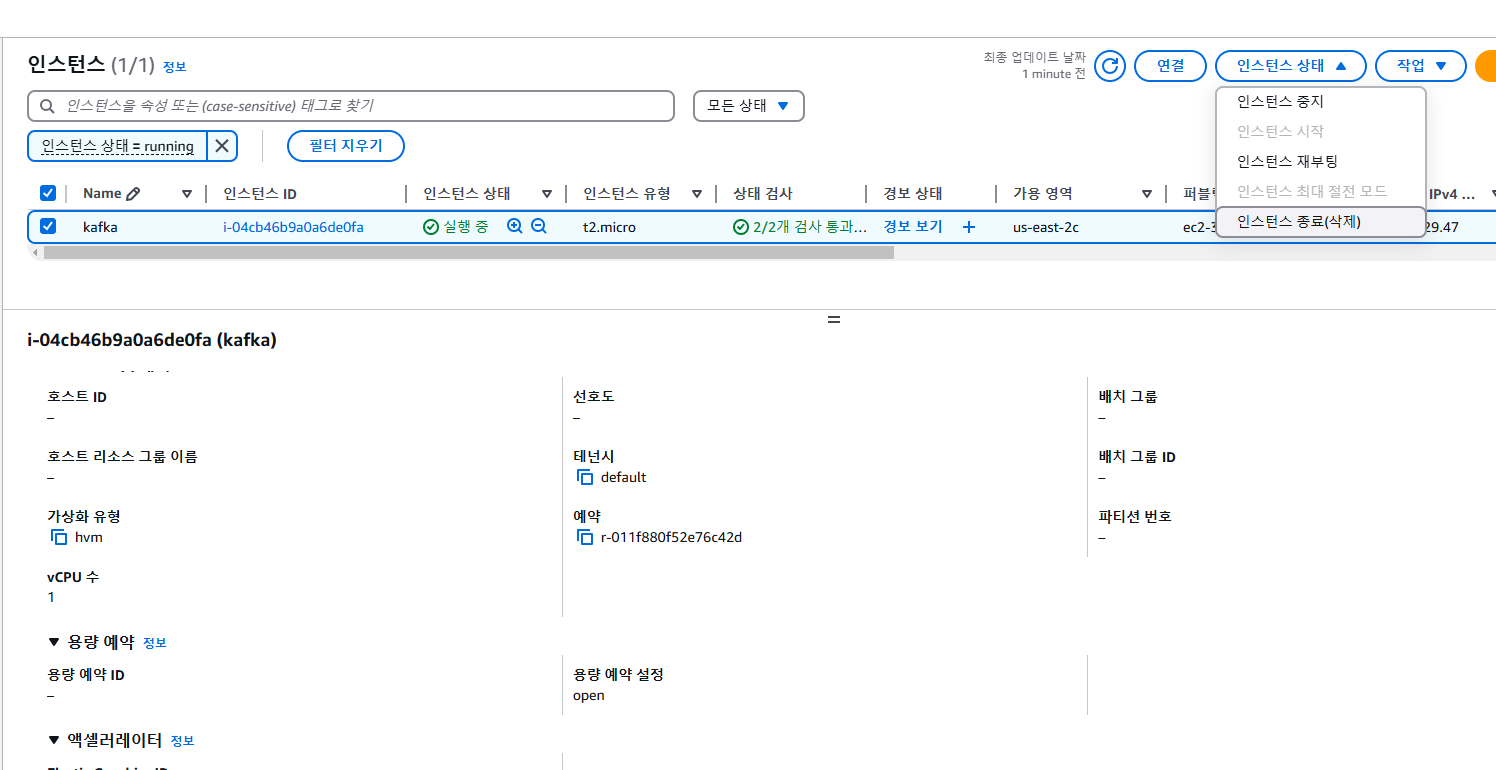 인스턴스 (1/1) 정보
최종 업데이트 날짜
1 minute 전
연결
인스턴스 상태
작업
인스턴스을 속성 또는 (case-sensitive) 태그로 찾기
모든 상태
인스턴스 중지
인스턴스 시작
인스턴스 재부팅
인스턴스 최대 절전 모드
인스턴스 종료(삭제)
인스턴스 상태 = running
필터 지우기
Name 인스턴스 ID 인스턴스 상태 인스턴스 유형 상태 검사 경보 상태 가용 영역 IPv4 ...
kafka i-04cb46b9a0a6de0fa 실행 중 t2.micro 2/2개 검사 통과... 경보 보기 + us-east-2c 29.47
i-04cb46b9a0a6de0fa (kafka)
호스트 ID
–
선호도
–
배치 그룹
–
호스트 리소스 그룹 이름
–
테넌시
default
배치 그룹 ID
–
가상화 유형
hvm
예약
r-011f880f52e76c42d
파티션 번호
–
vCPU 수
1
용량 예약 정보
용량 예약 ID
–
용량 예약 설정
open
액셀러레이터 정보